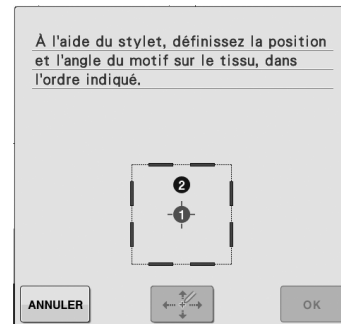 À l'aide du stylet, définissez la position
et l'angle du motif sur le tissu, dans
l'ordre indiqué.
2
1
ANNULER OK